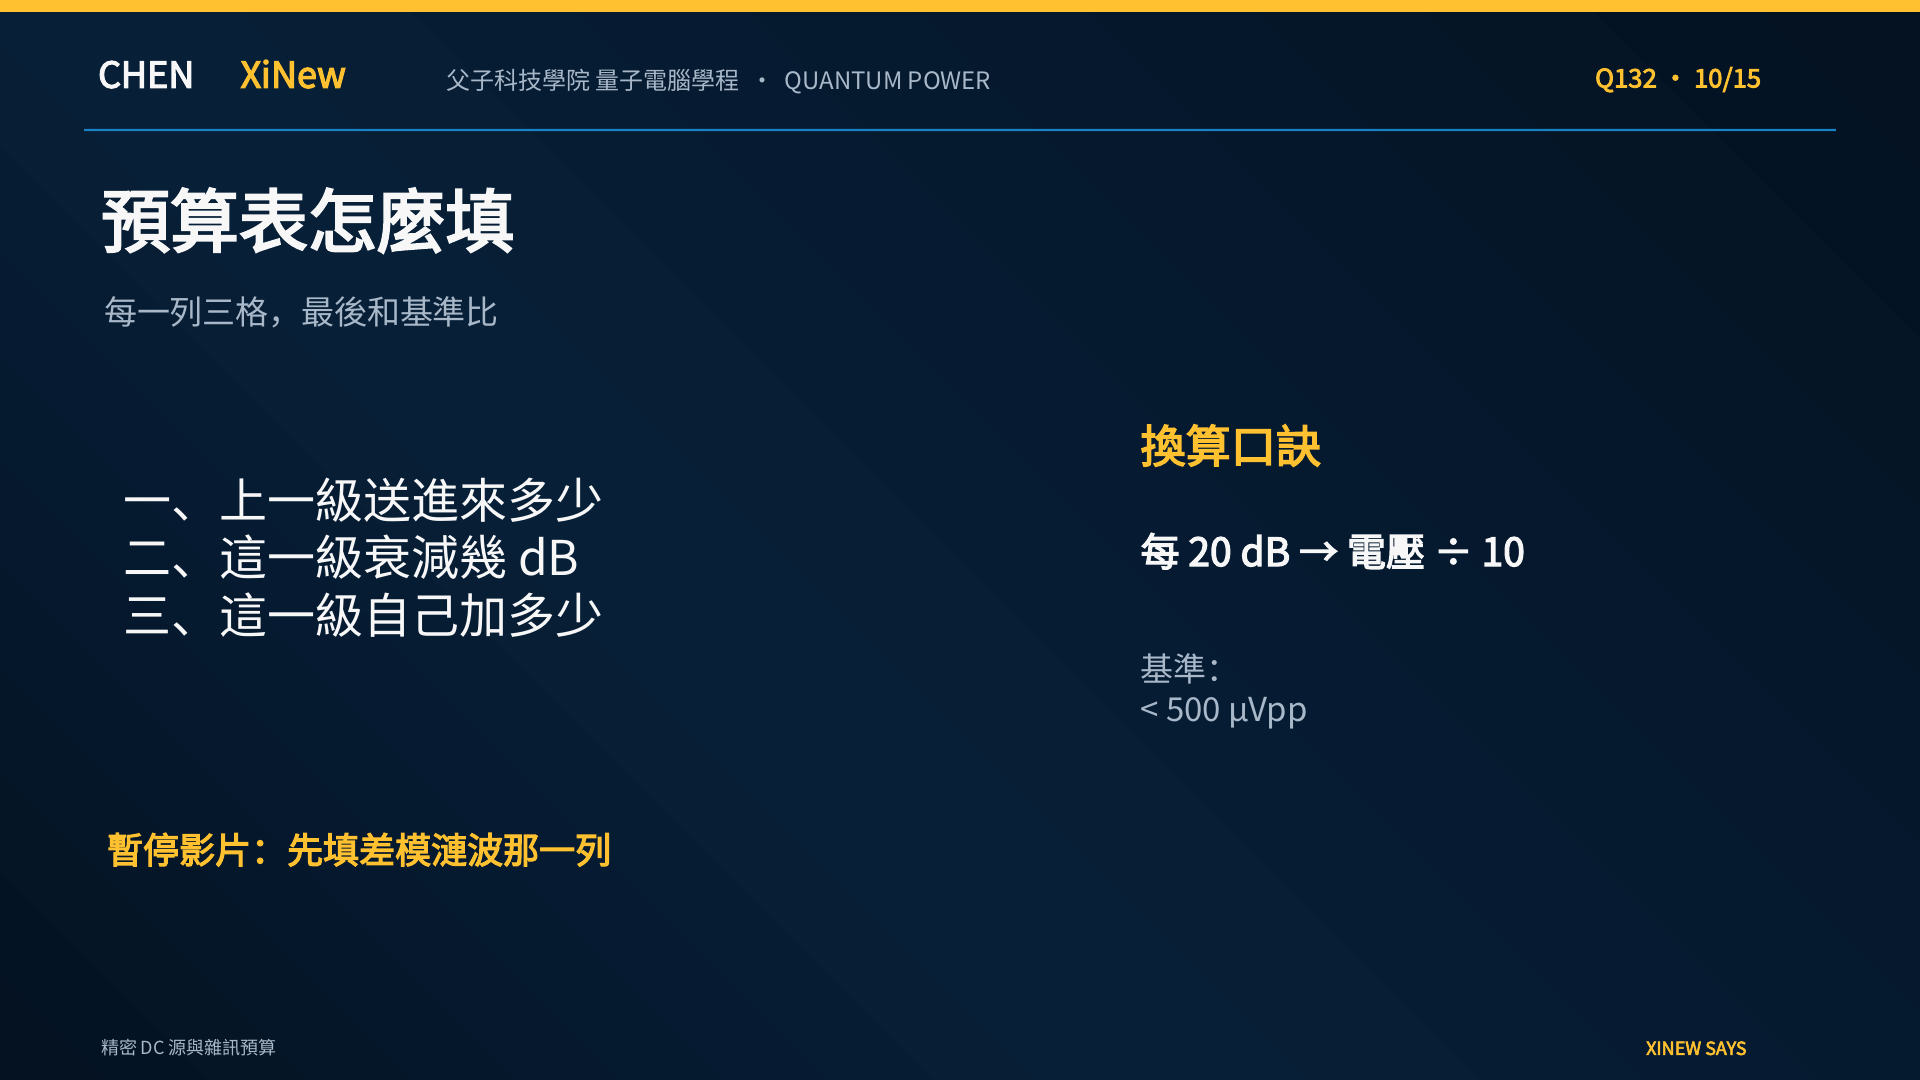 CHEN XiNew 父子科技學院 量子電腦學程 · QUANTUM POWER Q132 · 10/15
預算表怎麼填
每一列三格，最後和基準比
一、上一級送進來多少
二、這一級衰減幾 dB
三、這一級自己加多少
換算口訣
每 20 dB → 電壓 ÷ 10
基準：
< 500 µVpp
暫停影片：先填差模漣波那一列
精密 DC 源與雜訊預算
XINEW SAYS